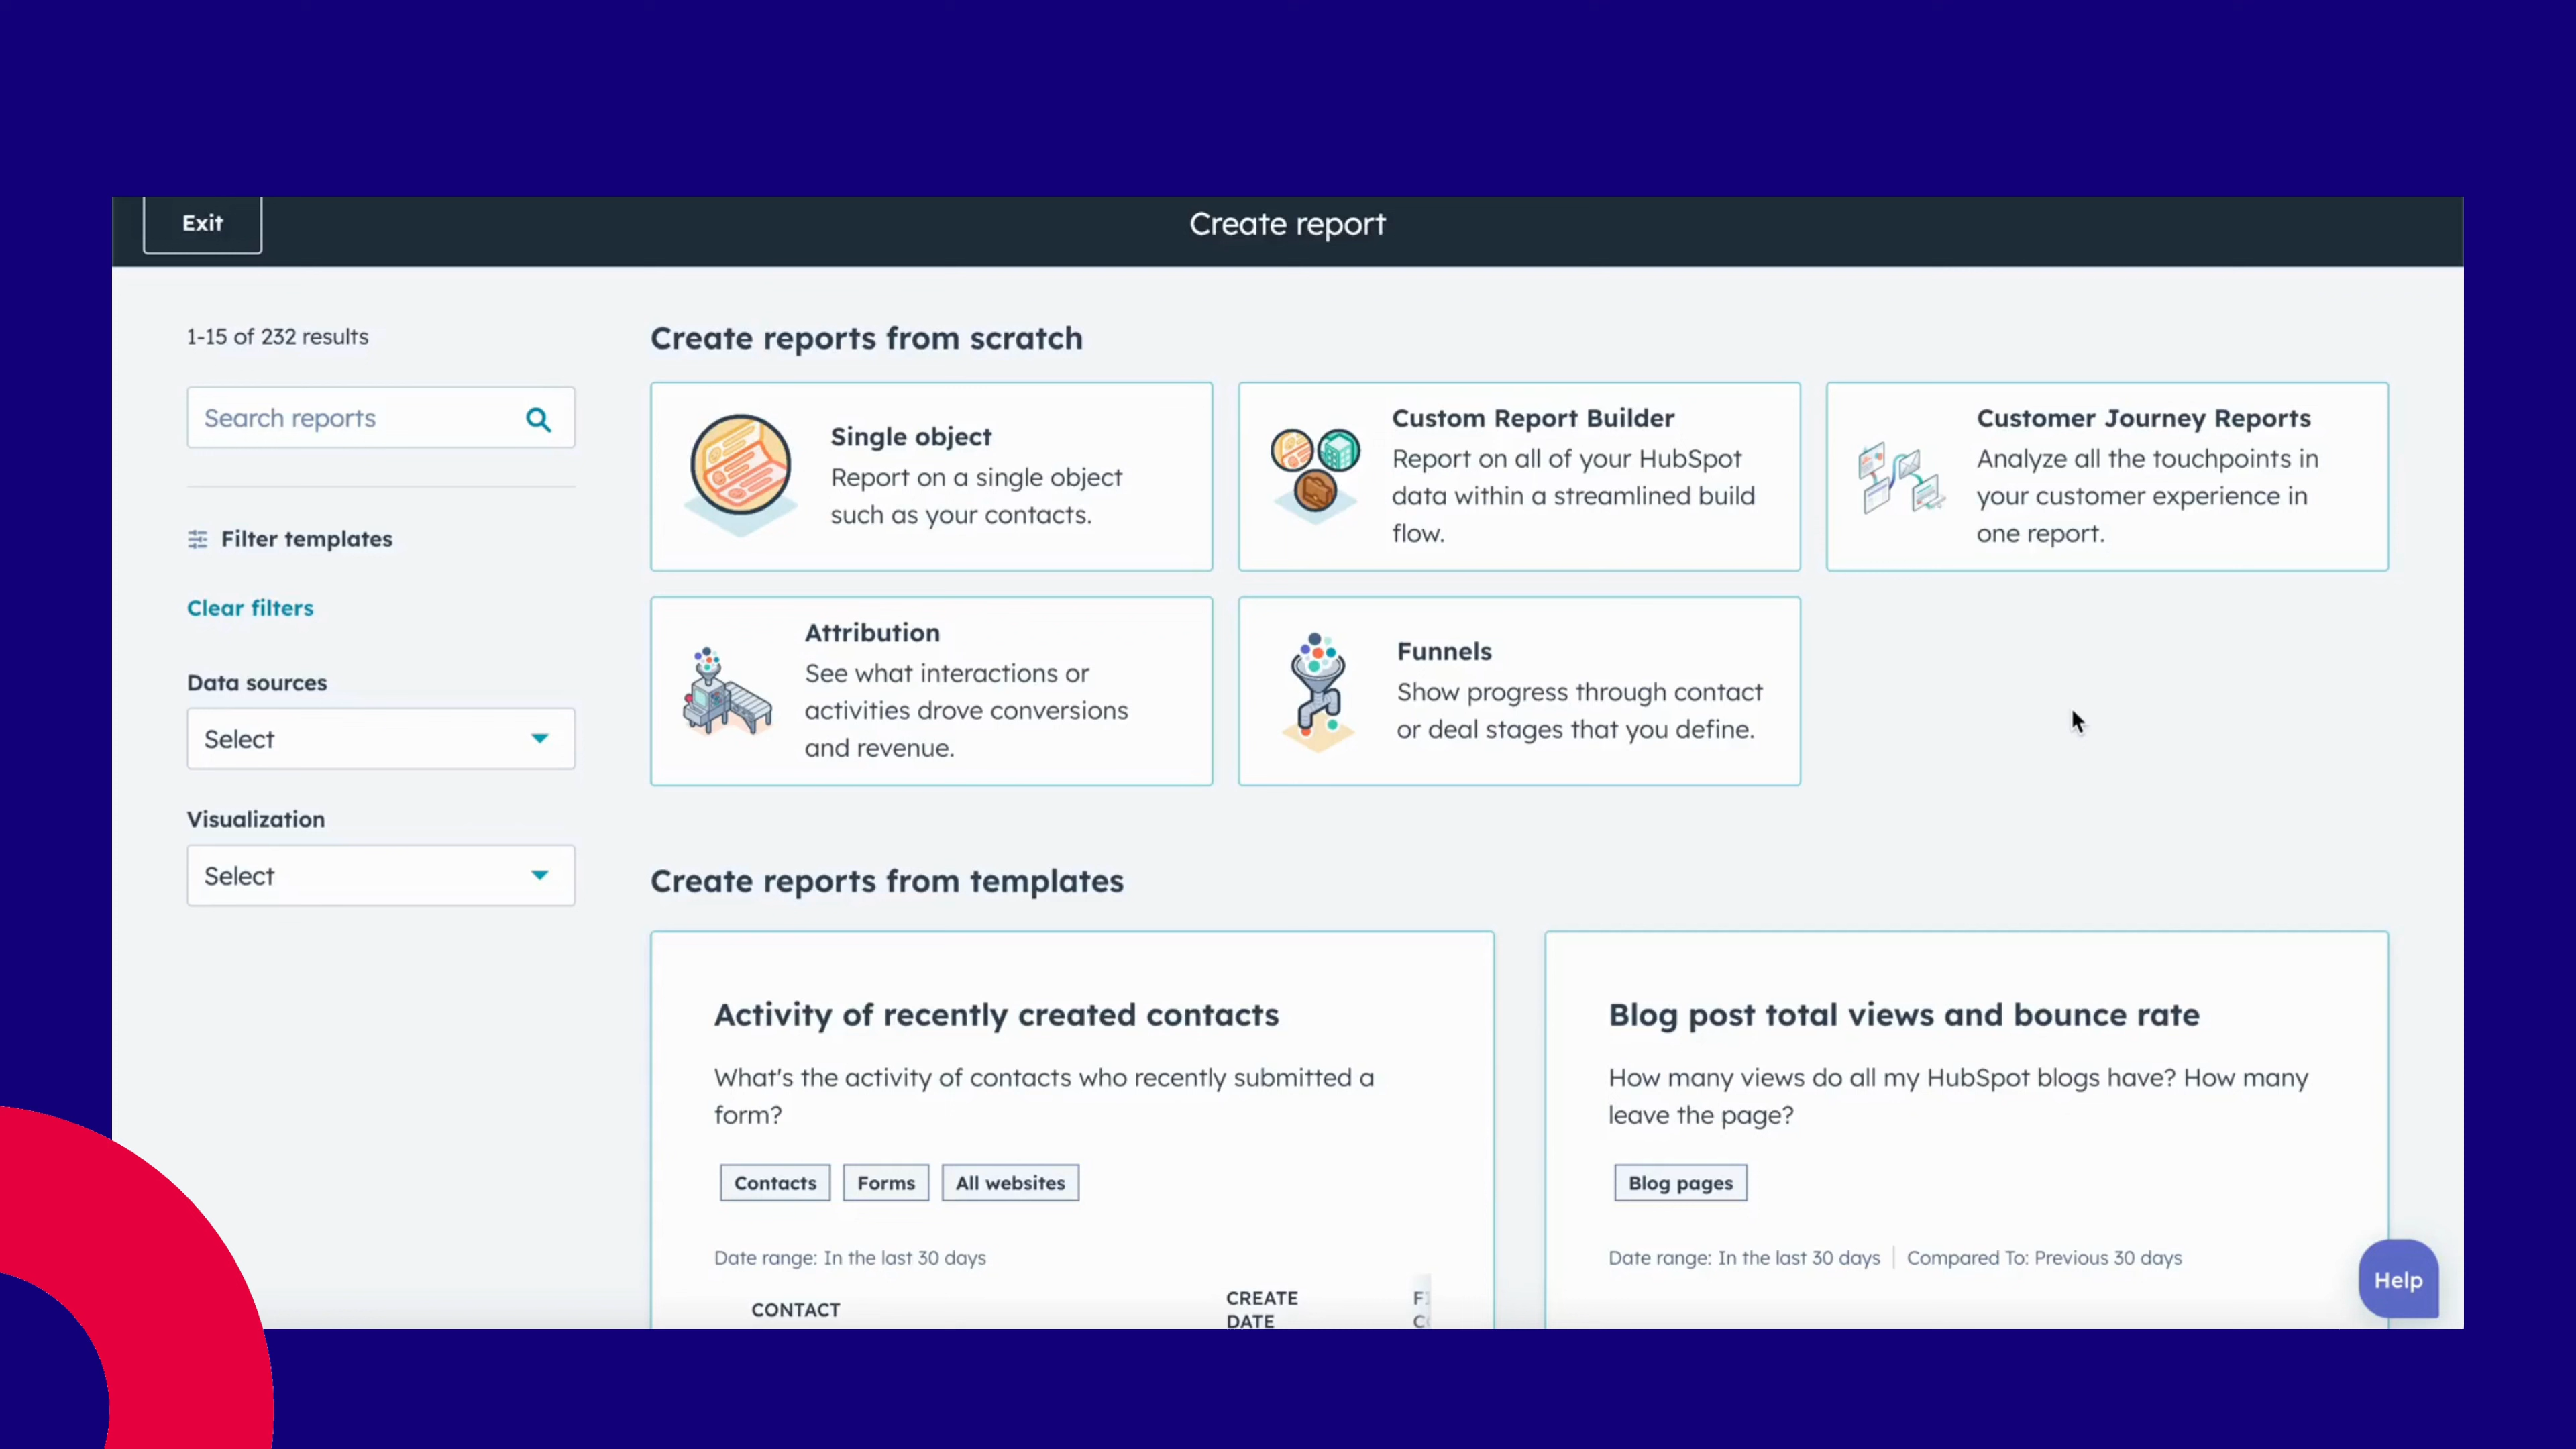 Exit
Create report
1-15 of 232 results
Search reports
Filter templates
Clear filters
Data sources
Select
Visualization
Select
Create reports from scratch
Single object
Report on a single object
such as your contacts.
Custom Report Builder
Report on all of your HubSpot
data within a streamlined build
flow.
Customer Journey Reports
Analyze all the touchpoints in
your customer experience in
one report.
Attribution
See what interactions or
activities drove conversions
and revenue.
Funnels
Show progress through contact
or deal stages that you define.
Create reports from templates
Activity of recently created contacts
What's the activity of contacts who recently submitted a
form?
Contacts
Forms
All websites
Date range: In the last 30 days
CONTACT
CREATE
DATE
Blog post total views and bounce rate
How many views do all my HubSpot blogs have? How many
leave the page?
Blog pages
Date range: In the last 30 days | Compared To: Previous 30 days
Help